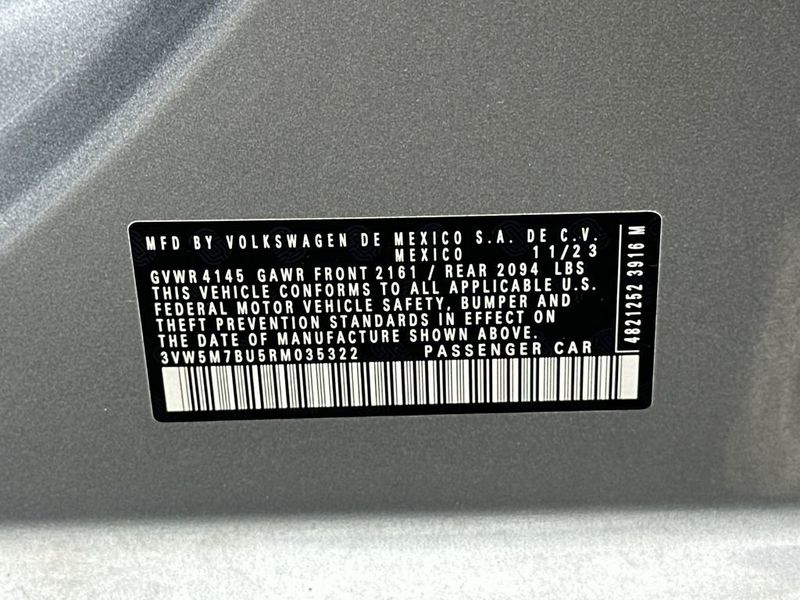 MFD BY VOLKSWAGEN DE MEXICO S.A. DE C.V.
MEXICO 11/23
GVWR 4145 GAWR FRONT 2161 / REAR 2094 LBS
THIS VEHICLE CONFORMS TO ALL APPLICABLE U.S.
FEDERAL MOTOR VEHICLE SAFETY, BUMPER AND
THEFT PREVENTION STANDARDS IN EFFECT ON
THE DATE OF MANUFACTURE SHOWN ABOVE.
3VW5M7BU5RM035322 PASSENGER CAR
4821252 3916 M